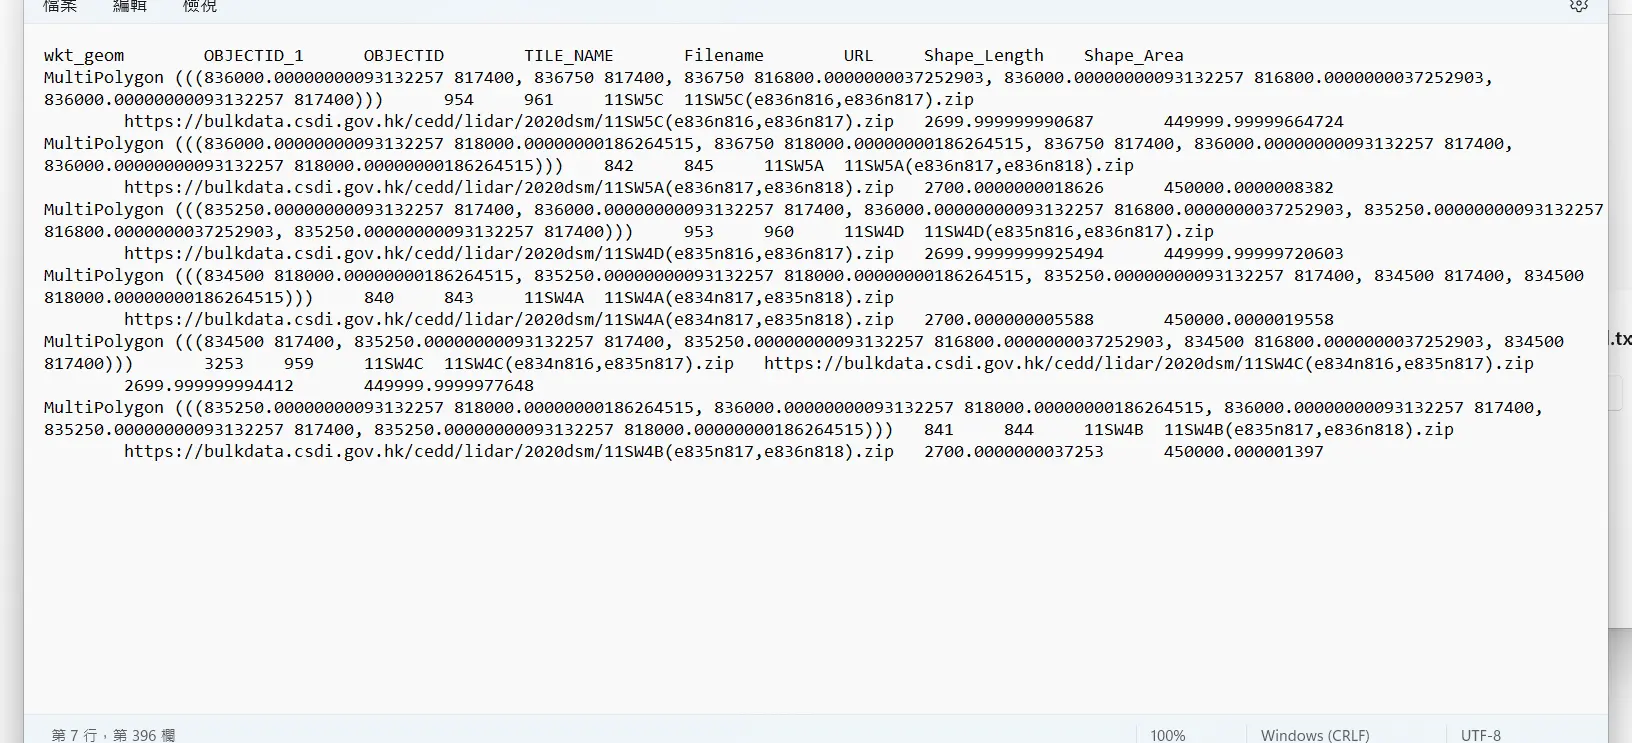 檔案 編輯 檢視
wkt_geom OBJECTID_1 OBJECTID TILE_NAME Filename URL Shape_Length Shape_Area
MultiPolygon (((836000.00000000093132257 817400, 836750 817400, 836750 816800.0000000037252903, 836000.00000000093132257 816800.0000000037252903,
836000.00000000093132257 817400))) 954 961 11SW5C 11SW5C(e836n816,e836n817).zip
https://bulkdata.csdi.gov.hk/cedd/lidar/2020dsm/11SW5C(e836n816,e836n817).zip 2699.999999990687 449999.99999664724
MultiPolygon (((836000.00000000093132257 818000.00000000186264515, 836750 818000.00000000186264515, 836750 817400, 836000.00000000093132257 817400,
836000.00000000093132257 818000.00000000186264515))) 842 845 11SW5A 11SW5A(e836n817,e836n818).zip
https://bulkdata.csdi.gov.hk/cedd/lidar/2020dsm/11SW5A(e836n817,e836n818).zip 2700.0000000018626 450000.0000008382
MultiPolygon (((835250.00000000093132257 817400, 836000.00000000093132257 817400, 836000.00000000093132257 816800.0000000037252903, 835250.00000000093132257
816800.0000000037252903, 835250.00000000093132257 817400))) 953 960 11SW4D 11SW4D(e835n816,e836n817).zip
https://bulkdata.csdi.gov.hk/cedd/lidar/2020dsm/11SW4D(e835n816,e836n817).zip 2699.9999999925494 449999.99999720603
MultiPolygon (((834500 818000.00000000186264515, 835250.00000000093132257 818000.00000000186264515, 835250.00000000093132257 817400, 834500 817400, 834500
818000.00000000186264515))) 840 843 11SW4A 11SW4A(e834n817,e835n818).zip
https://bulkdata.csdi.gov.hk/cedd/lidar/2020dsm/11SW4A(e834n817,e835n818).zip 2700.000000005588 450000.0000019558
MultiPolygon (((834500 817400, 835250.00000000093132257 817400, 835250.00000000093132257 816800.0000000037252903, 834500 816800.0000000037252903, 834500
817400))) 3253 959 11SW4C 11SW4C(e834n816,e835n817).zip https://bulkdata.csdi.gov.hk/cedd/lidar/2020dsm/11SW4C(e834n816,e835n817).zip
2699.999999994412 449999.9999977648
MultiPolygon (((835250.00000000093132257 818000.00000000186264515, 836000.00000000093132257 818000.00000000186264515, 836000.00000000093132257 817400,
835250.00000000093132257 817400, 835250.00000000093132257 818000.00000000186264515))) 841 844 11SW4B 11SW4B(e835n817,e836n818).zip
https://bulkdata.csdi.gov.hk/cedd/lidar/2020dsm/11SW4B(e835n817,e836n818).zip 2700.0000000037253 450000.000001397
第 7 行，第 396 欄 100% Windows (CRLF) UTF-8